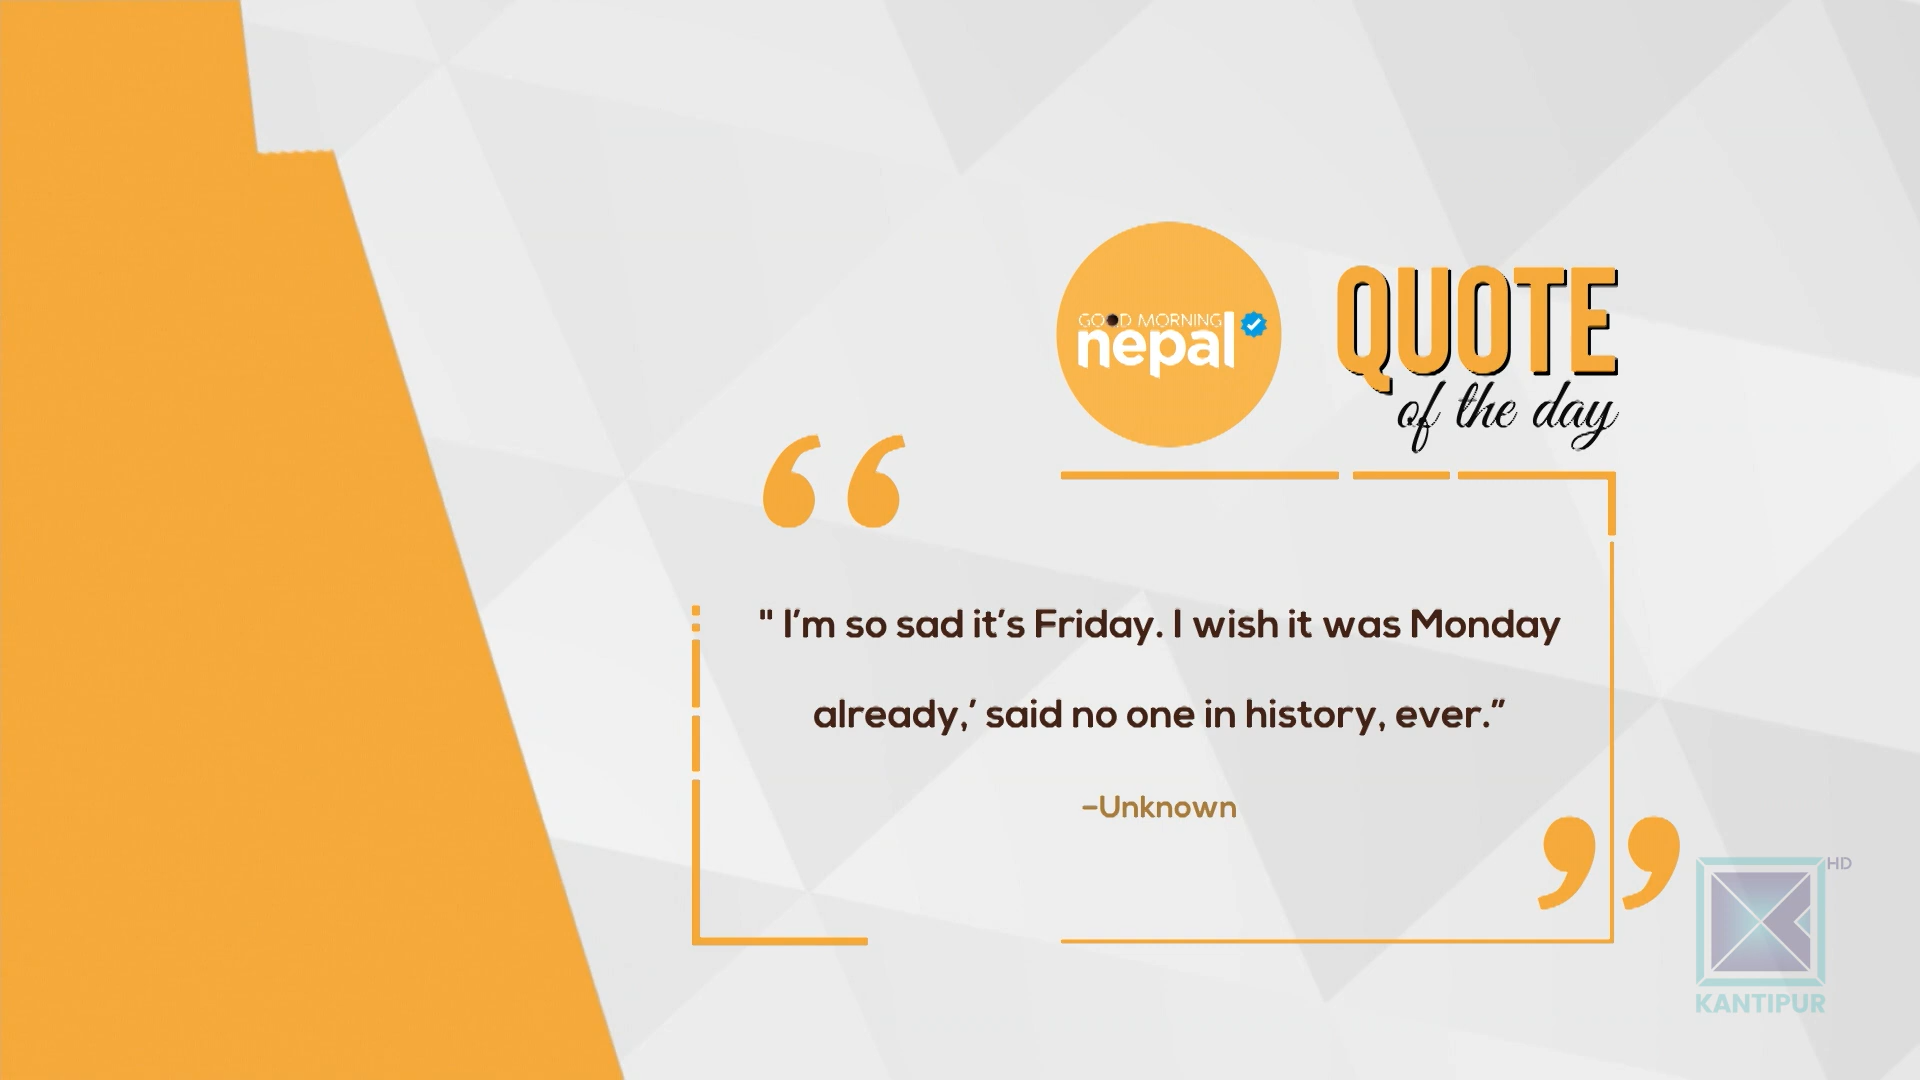 GOOD MORNING
nepal
QUOTE
of the day
" I’m so sad it’s Friday. I wish it was Monday
already,’ said no one in history, ever.”
–Unknown
HD
KANTIPUR